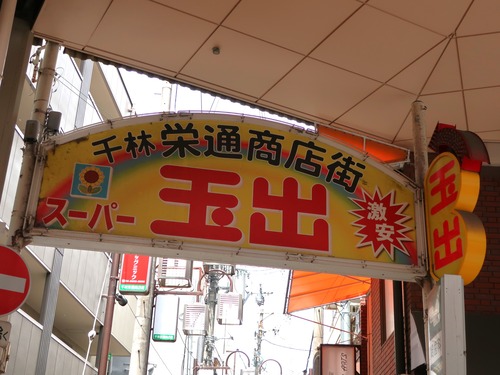 千林栄通商店街
スーパー 玉出
激安
玉出